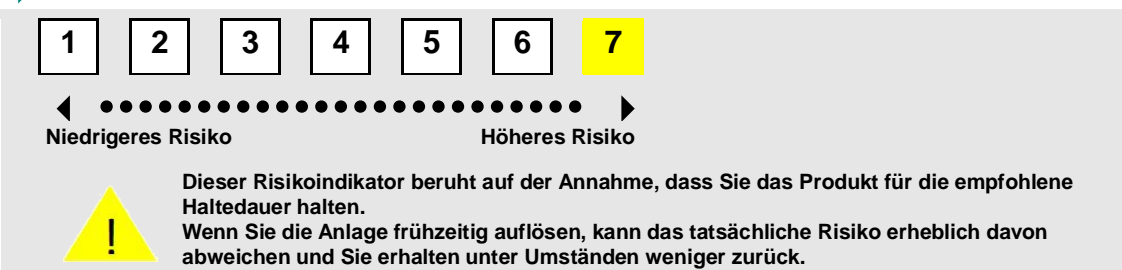 1 2 3 4 5 6 7
Niedrigeres Risiko Höheres Risiko
Dieser Risikoindikator beruht auf der Annahme, dass Sie das Produkt für die empfohlene
Haltedauer halten.
Wenn Sie die Anlage frühzeitig auflösen, kann das tatsächliche Risiko erheblich davon
abweichen und Sie erhalten unter Umständen weniger zurück.
!